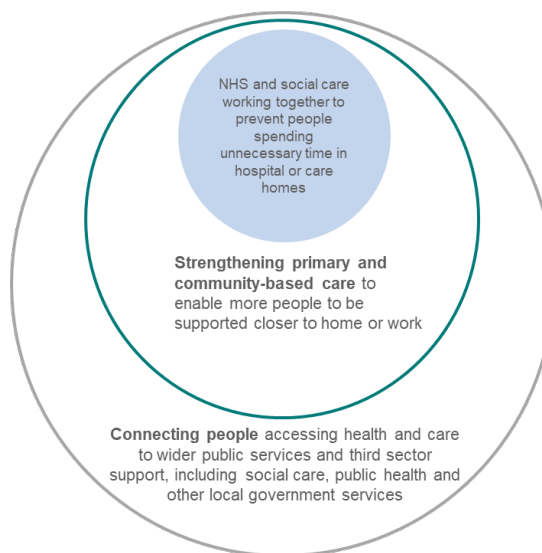 NHS and social care
working together to
prevent people
spending
unnecessary time in
hospital or care
homes
Strengthening primary and
community-based care to
enable more people to be
supported closer to home or work
Connecting people accessing health and care
to wider public services and third sector
support, including social care, public health and
other local government services